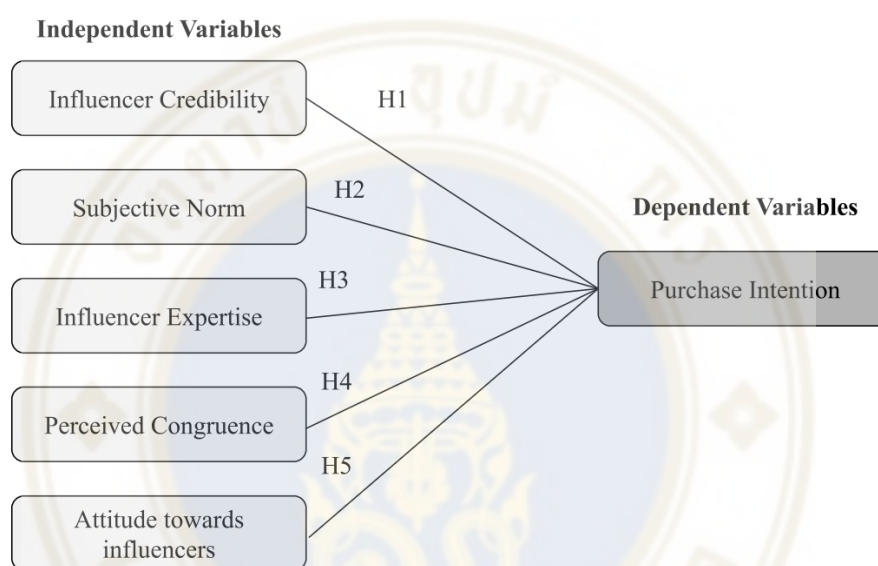 Independent Variables
Influencer Credibility
H1
Subjective Norm
H2
Dependent Variables
Influencer Expertise
H3
Purchase Intention
Perceived Congruence
H4
Attitude towards
influencers
H5